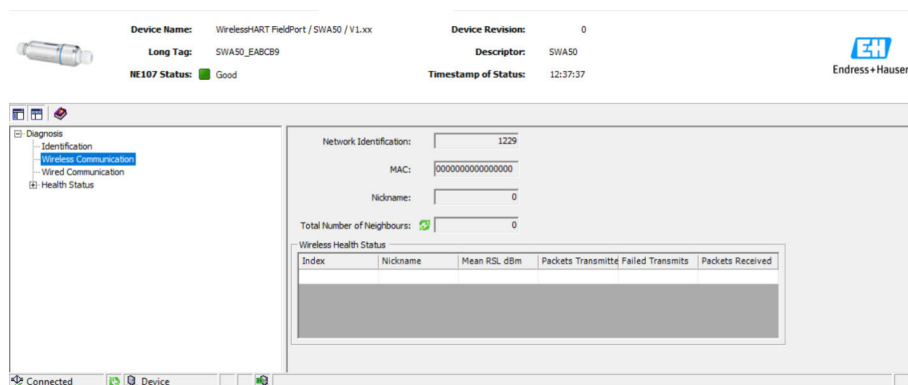 Device Name: WirelessHART FieldPort / SWA50 / V1.xx Device Revision: 0
Long Tag: SWA50_EABCB9 Descriptor: SWA50
NE107 Status: Good Timestamp of Status: 12:37:37
EH
Endress+Hauser
Diagnosis
Identification
Wireless Communication
Wired Communication
Health Status
Network Identification: 1229
MAC: 0000000000000000
Nickname: 0
Total Number of Neighbours: 0
Wireless Health Status
Index Nickname Mean RSL dBm Packets Transmitte Failed Transmits Packets Received
Connected Device